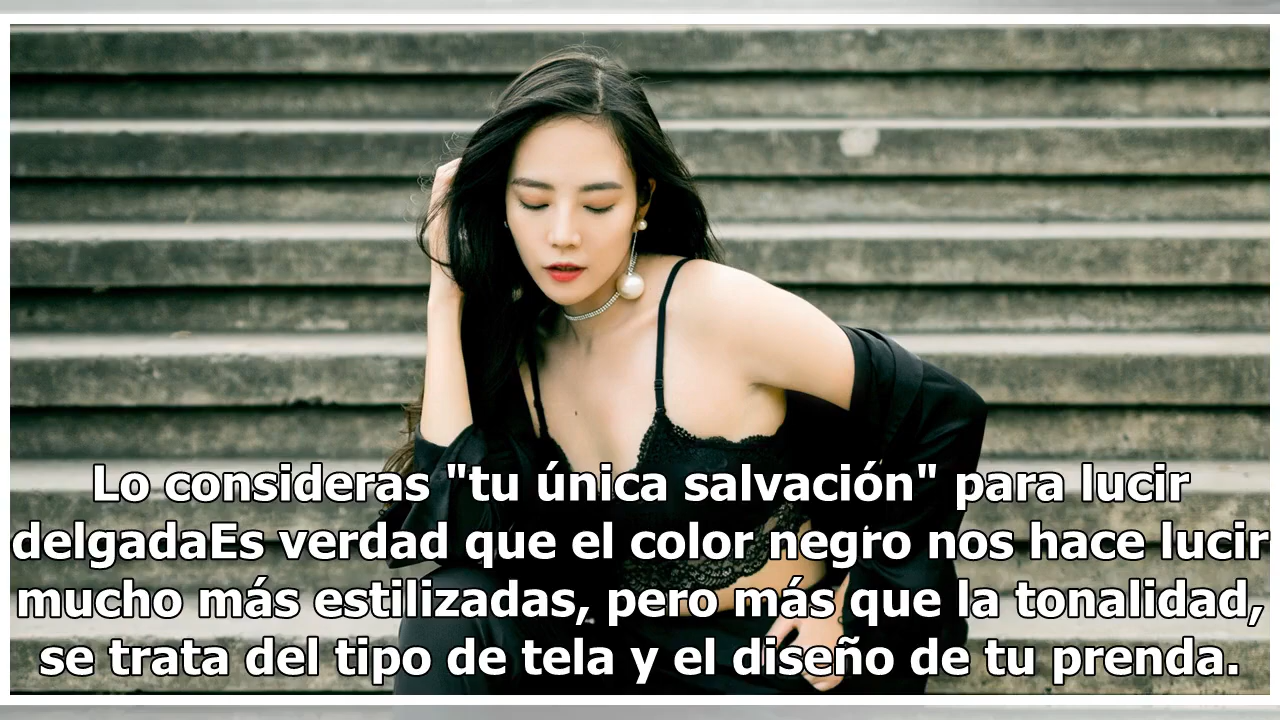 Lo consideras "tu única salvación" para lucir
delgadaEs verdad que el color negro nos hace lucir
mucho más estilizadas, pero más que la tonalidad,
se trata del tipo de tela y el diseño de tu prenda.